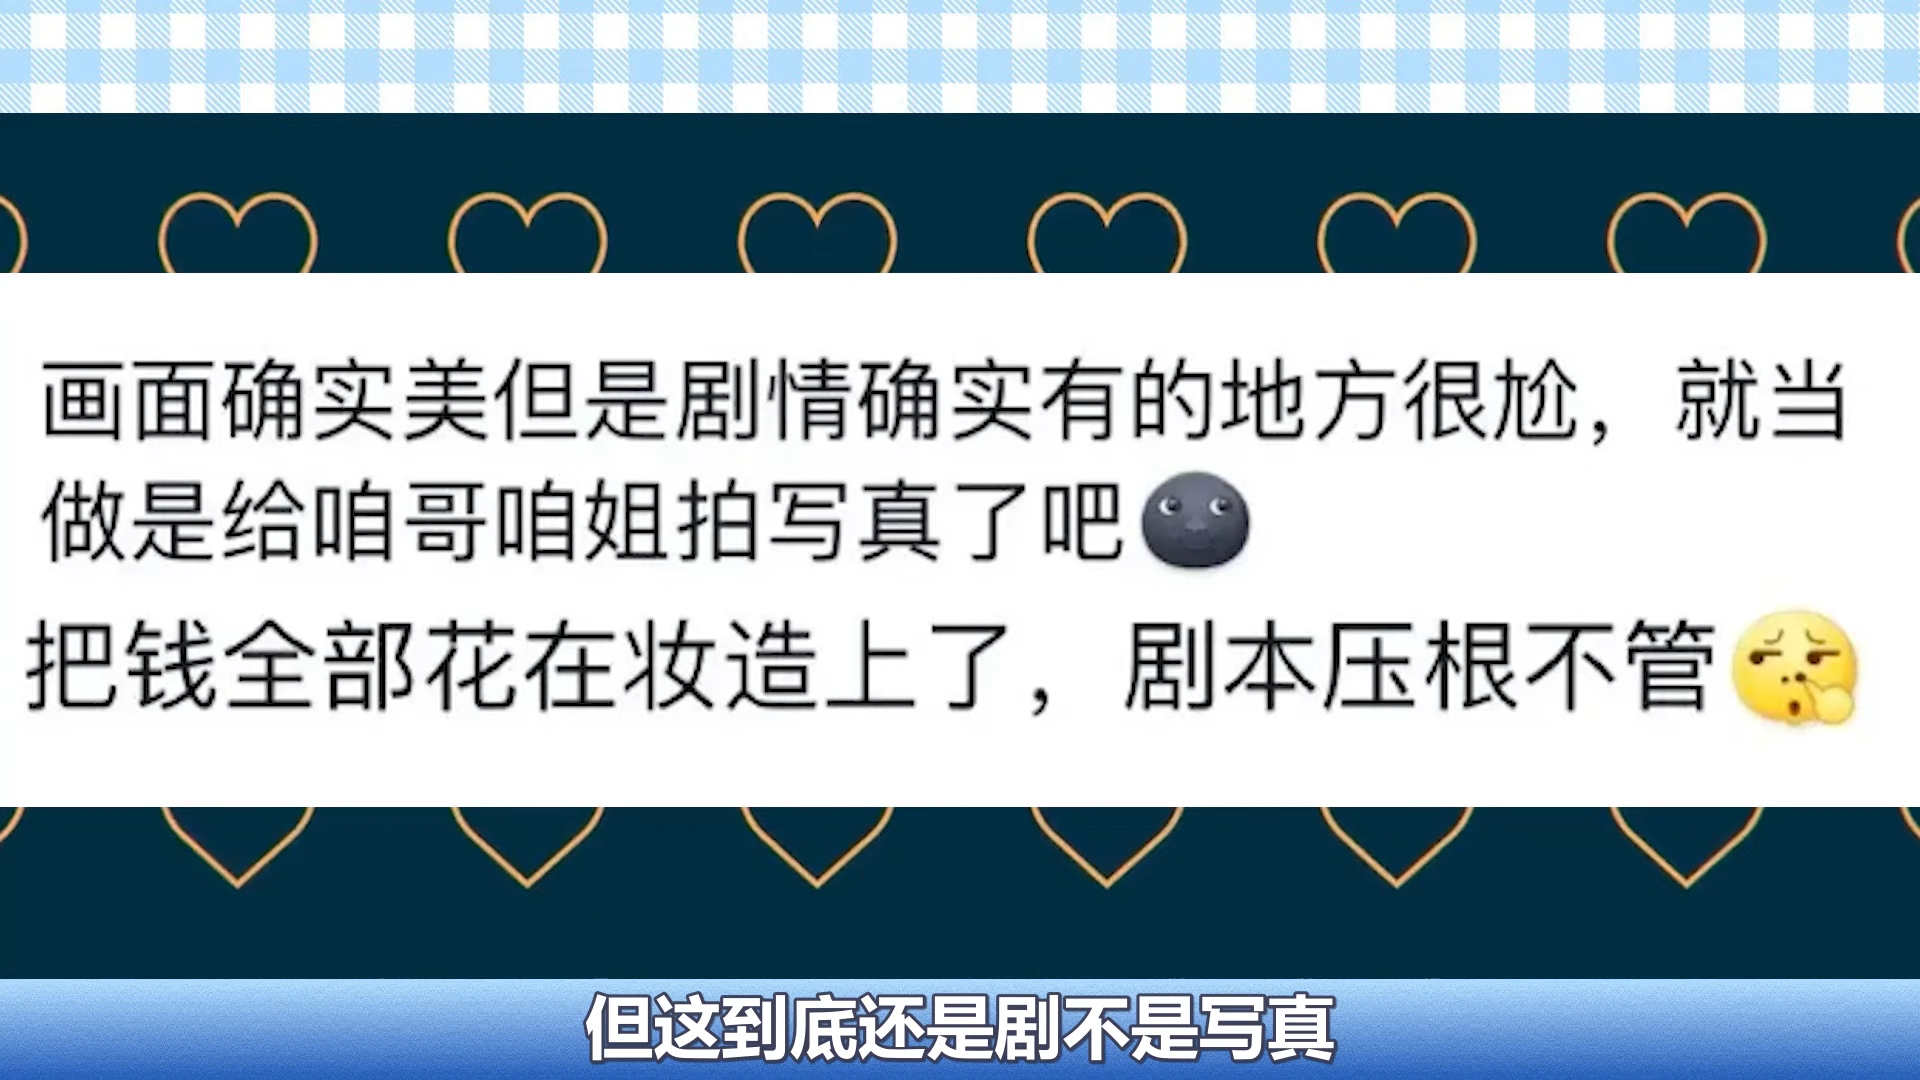 画面确实美但是剧情确实有的地方很尬，就当
做是给咱哥咱姐拍写真了吧🌚
把钱全部花在妆造上了，剧本压根不管
但这到底还是剧不是写真